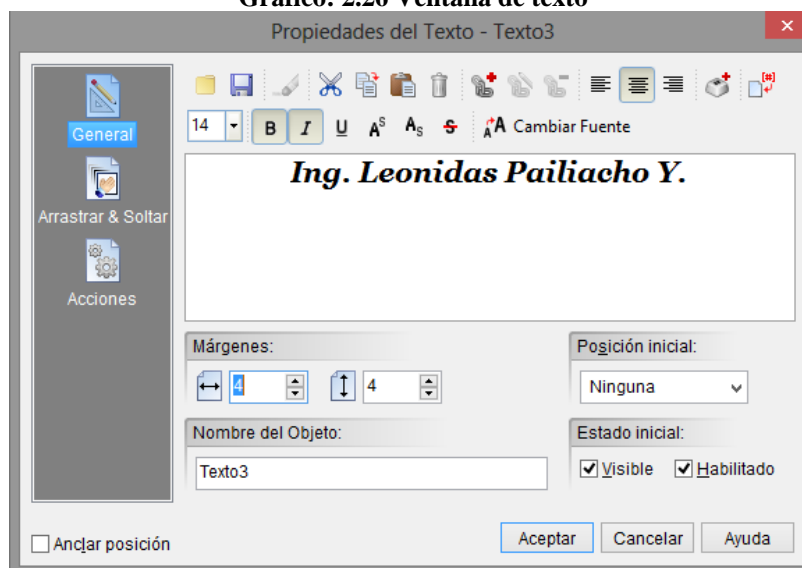 Gráfico: 2.26 Ventana de texto
Propiedades del Texto - Texto3
General
Arrastrar & Soltar
Acciones
14 B I U A^S A_S S A A Cambiar Fuente
Ing. Leonidas Pailiacho Y.
Márgenes:
4 4
Posición inicial:
Ninguna
Nombre del Objeto:
Texto3
Estado inicial:
Visible Habilitado
Anclar posición
Aceptar Cancelar Ayuda